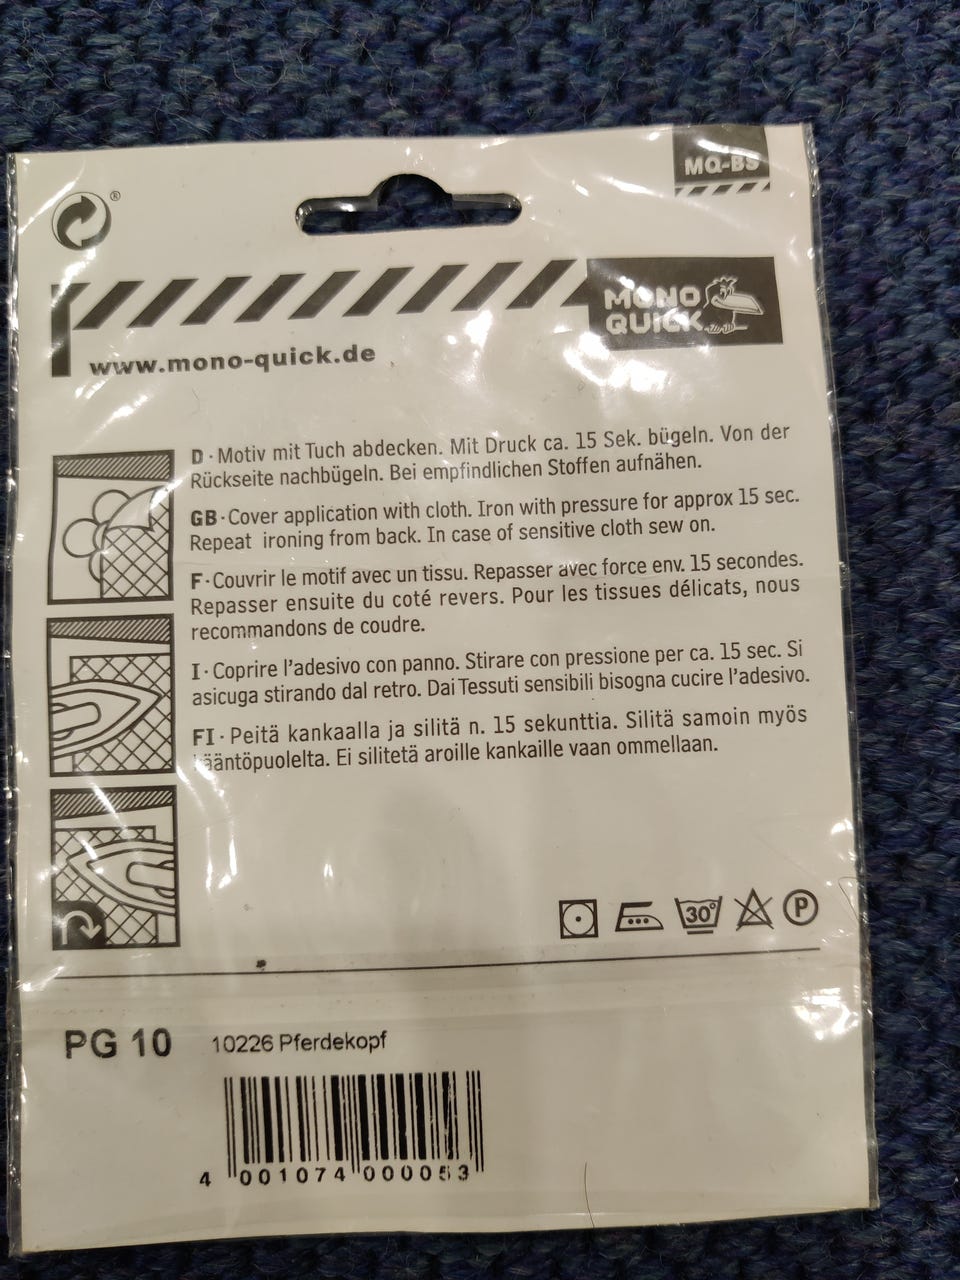 ®
MQ-BS
MONO
QUICK
www.mono-quick.de
D · Motiv mit Tuch abdecken. Mit Druck ca. 15 Sek. bügeln. Von der
Rückseite nachbügeln. Bei empfindlichen Stoffen aufnähen.
GB · Cover application with cloth. Iron with pressure for approx 15 sec.
Repeat ironing from back. In case of sensitive cloth sew on.
F · Couvrir le motif avec un tissu. Repasser avec force env. 15 secondes.
Repasser ensuite du coté revers. Pour les tissues délicats, nous
recommandons de coudre.
I · Coprire l'adesivo con panno. Stirare con pressione per ca. 15 sec. Si
asicuga stirando dal retro. Dai Tessuti sensibili bisogna cucire l'adesivo.
FI · Peitä kankaalla ja silitä n. 15 sekunttia. Silitä samoin myös
kääntöpuolelta. Ei silitetä aroille kankaille vaan ommellaan.
30° P
PG 10 10226 Pferdekopf
4 001074 000053